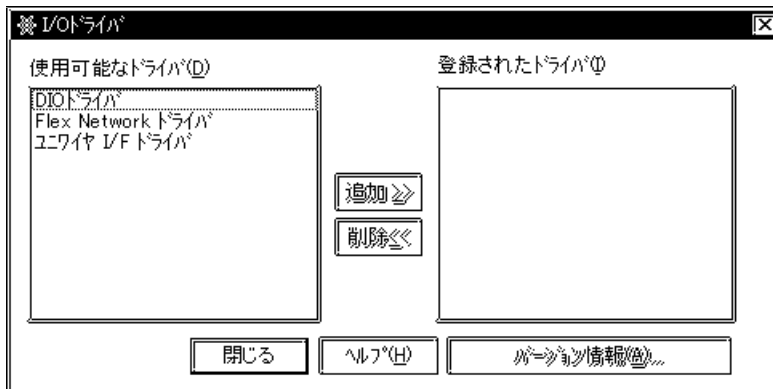 I/Oドライバ
使用可能なドライバ(D)
登録されたドライバ(I)
DIOドライバ
Flex Network ドライバ
ユニワイヤ I/F ドライバ
追加>>
削除<<
閉じる
ヘルプ(H)
バージョン情報(A)...